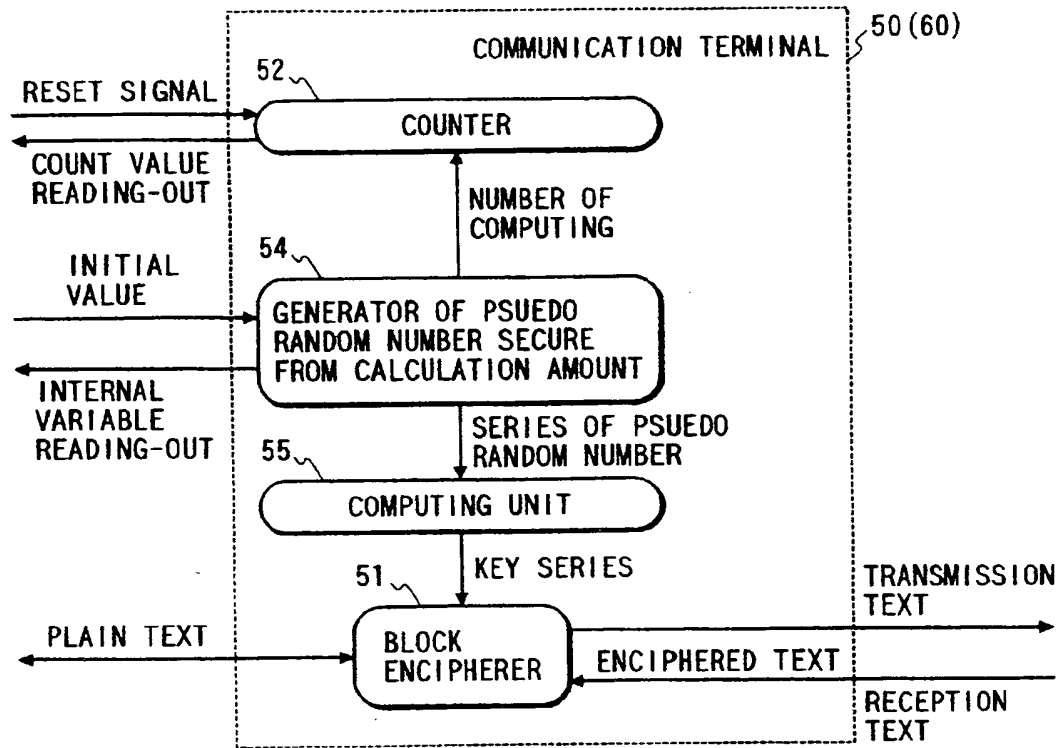 COMMUNICATION TERMINAL
50(60)
RESET SIGNAL
52
COUNTER
COUNT VALUE
READING-OUT
NUMBER OF
COMPUTING
INITIAL
VALUE
54
GENERATOR OF PSUEDO
RANDOM NUMBER SECURE
FROM CALCULATION AMOUNT
INTERNAL
VARIABLE
READING-OUT
SERIES OF PSUEDO
RANDOM NUMBER
55
COMPUTING UNIT
KEY SERIES
51
BLOCK
ENCIPHERER
PLAIN TEXT
TRANSMISSION
TEXT
ENCIPHERED TEXT
RECEPTION
TEXT